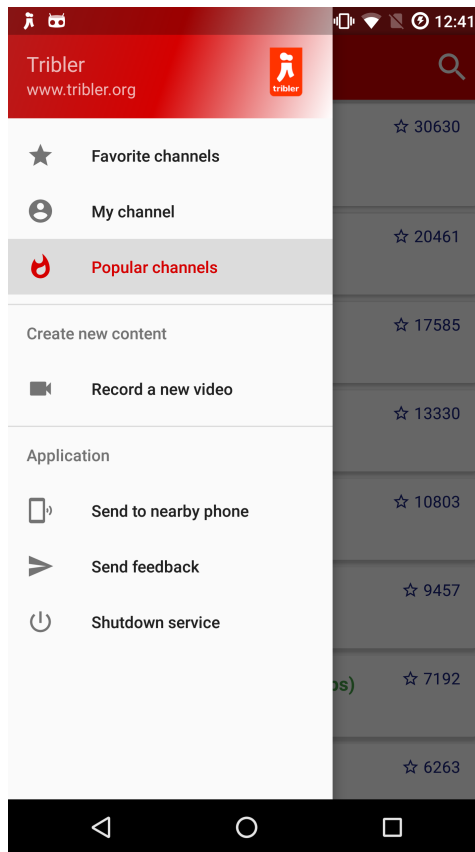 12:41
Tribler
www.tribler.org
tribler
Favorite channels
My channel
Popular channels
Create new content
Record a new video
Application
Send to nearby phone
Send feedback
Shutdown service
30630
20461
17585
13330
10803
9457
7192
6263